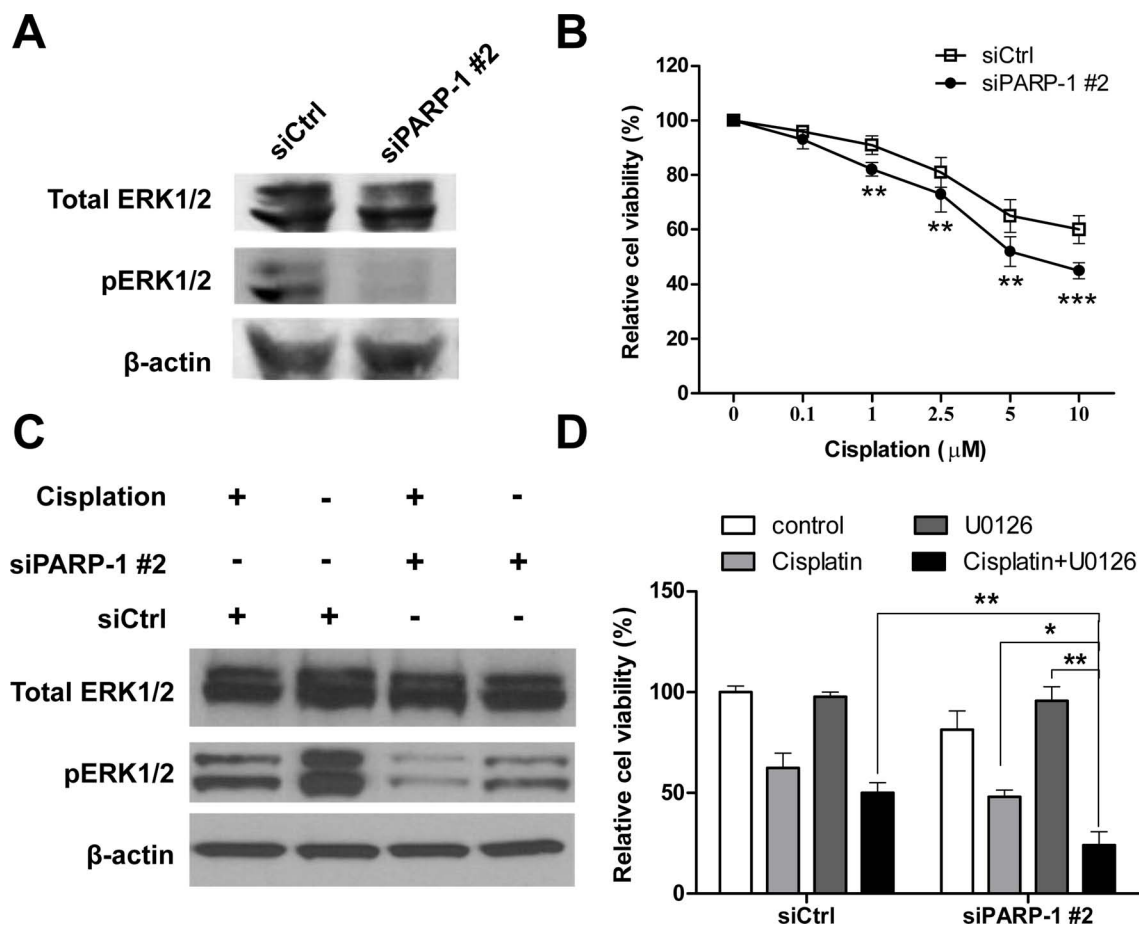 A
siCtrl
siPARP-1 #2
Total ERK1/2
pERK1/2
β-actin
B
siCtrl
siPARP-1 #2
Relative cel viability (%)
120
100
80
60
40
20
0
**
**
**
***
0 0.1 1 2.5 5 10
Cisplation (μM)
C
Cisplation + - + -
siPARP-1 #2 - - + +
siCtrl + + - -
Total ERK1/2
pERK1/2
β-actin
D
control U0126
Cisplatin Cisplatin+U0126
Relative cel viability (%)
150
100
50
0
**
*
**
siCtrl siPARP-1 #2